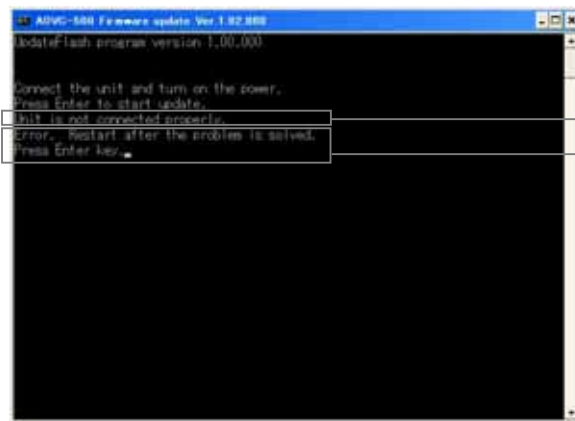 ADVC-500 Firmware update Ver 1.02.000
UpdateFlash program version 1.00.000
Connect the unit and turn on the power.
Press Enter to start update.
Unit is not connected properly.
Error.  Restart after the problem is solved.
Press Enter key.